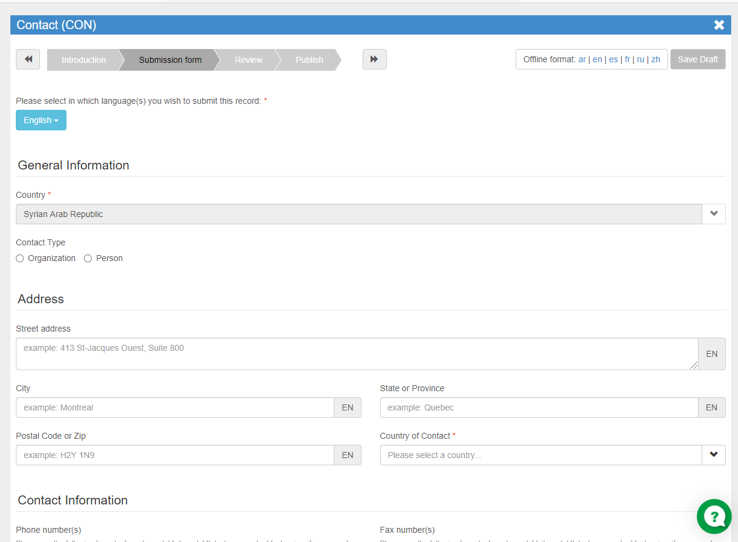 Contact (CON)
Introduction Submission form Review Publish Offline format: ar | en | es | fr | ru | zh Save Draft
Please select in which language(s) you wish to submit this record: *
English
General Information
Country *
Syrian Arab Republic
Contact Type
Organization Person
Address
Street address
example: 413 St-Jacques Ouest, Suite 800 EN
City State or Province
example: Montreal EN example: Quebec EN
Postal Code or Zip Country of Contact *
example: H2Y 1N9 EN Please select a country...
Contact Information
Phone number(s) Fax number(s)